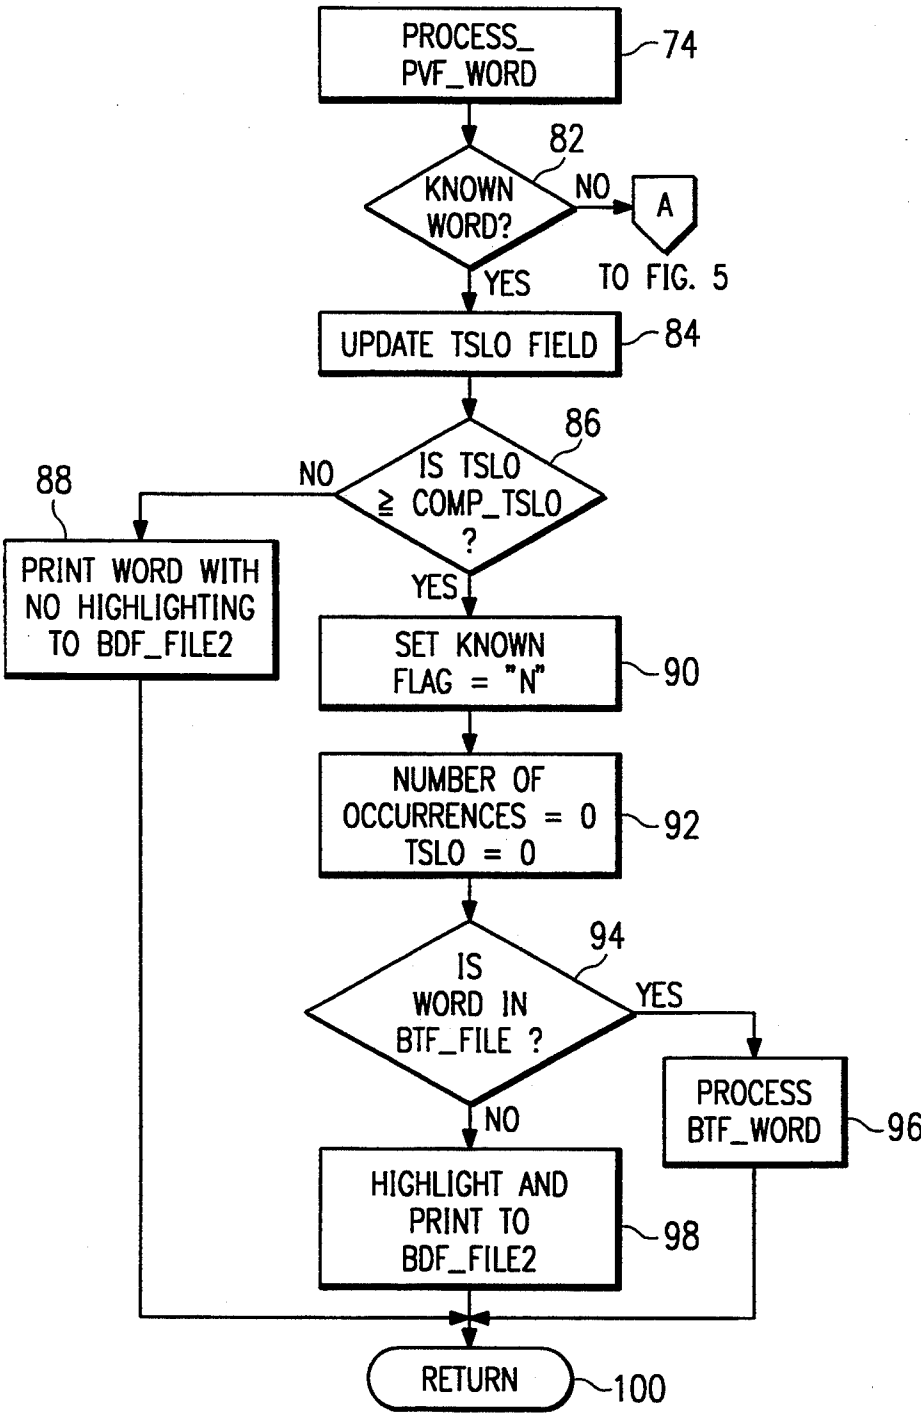 PROCESS_
PVF_WORD
74
82
KNOWN
WORD?
NO
A
TO FIG. 5
YES
UPDATE TSLO FIELD
84
86
IS TSLO
≧ COMP_TSLO
?
NO
88
PRINT WORD WITH
NO HIGHLIGHTING
TO BDF_FILE2
YES
SET KNOWN
FLAG = "N"
90
NUMBER OF
OCCURRENCES = 0
TSLO = 0
92
94
IS
WORD IN
BTF_FILE ?
YES
PROCESS
BTF_WORD
96
NO
HIGHLIGHT AND
PRINT TO
BDF_FILE2
98
RETURN
100